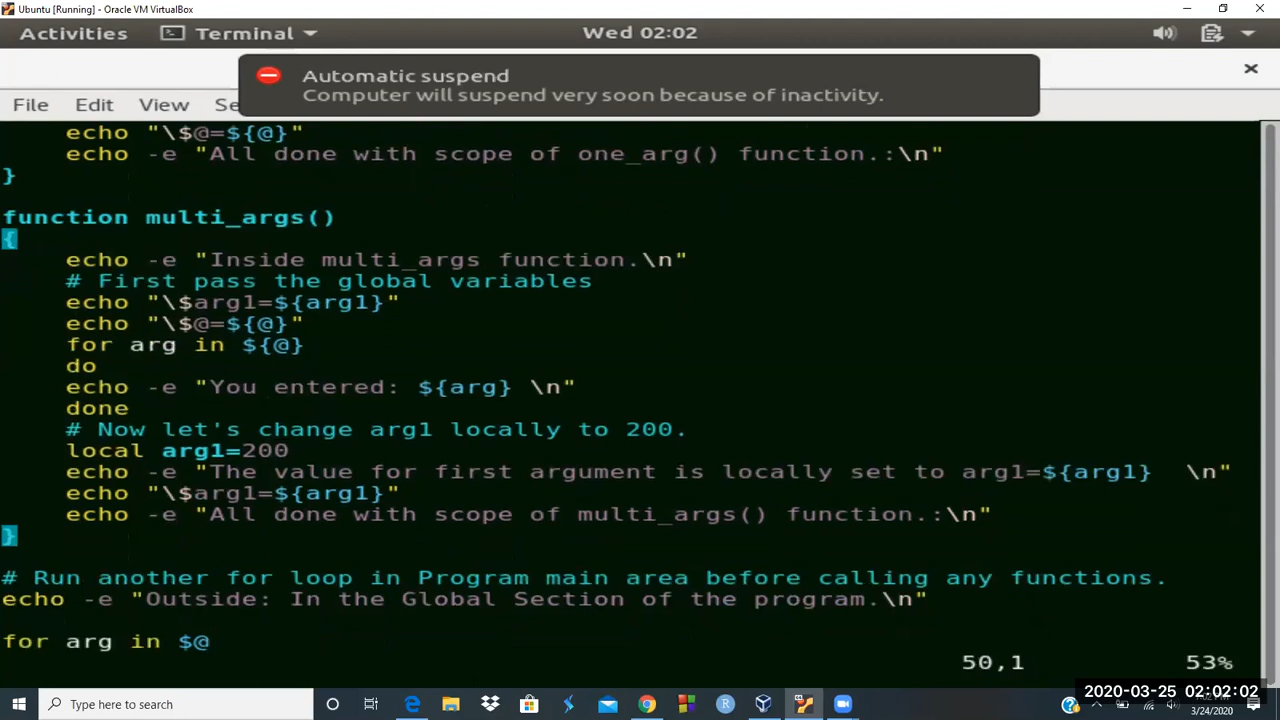 Ubuntu [Running] - Oracle VM VirtualBox
Activities Terminal Wed 02:02
Automatic suspend
Computer will suspend very soon because of inactivity.
File Edit View Se
echo "\$@=${@}"
echo -e "All done with scope of one_arg() function.:\n"
}
function multi_args()
{
echo -e "Inside multi_args function.\n"
# First pass the global variables
echo "\$arg1=${arg1}"
echo "\$@=${@}"
for arg in ${@}
do
echo -e "You entered: ${arg} \n"
done
# Now let's change arg1 locally to 200.
local arg1=200
echo -e "The value for first argument is locally set to arg1=${arg1}  \n"
echo "\$arg1=${arg1}"
echo -e "All done with scope of multi_args() function.:\n"
}
# Run another for loop in Program main area before calling any functions.
echo -e "Outside: In the Global Section of the program.\n"
for arg in $@
50,1 53%
Type here to search
2020-03-25 02:02:02
3/24/2020